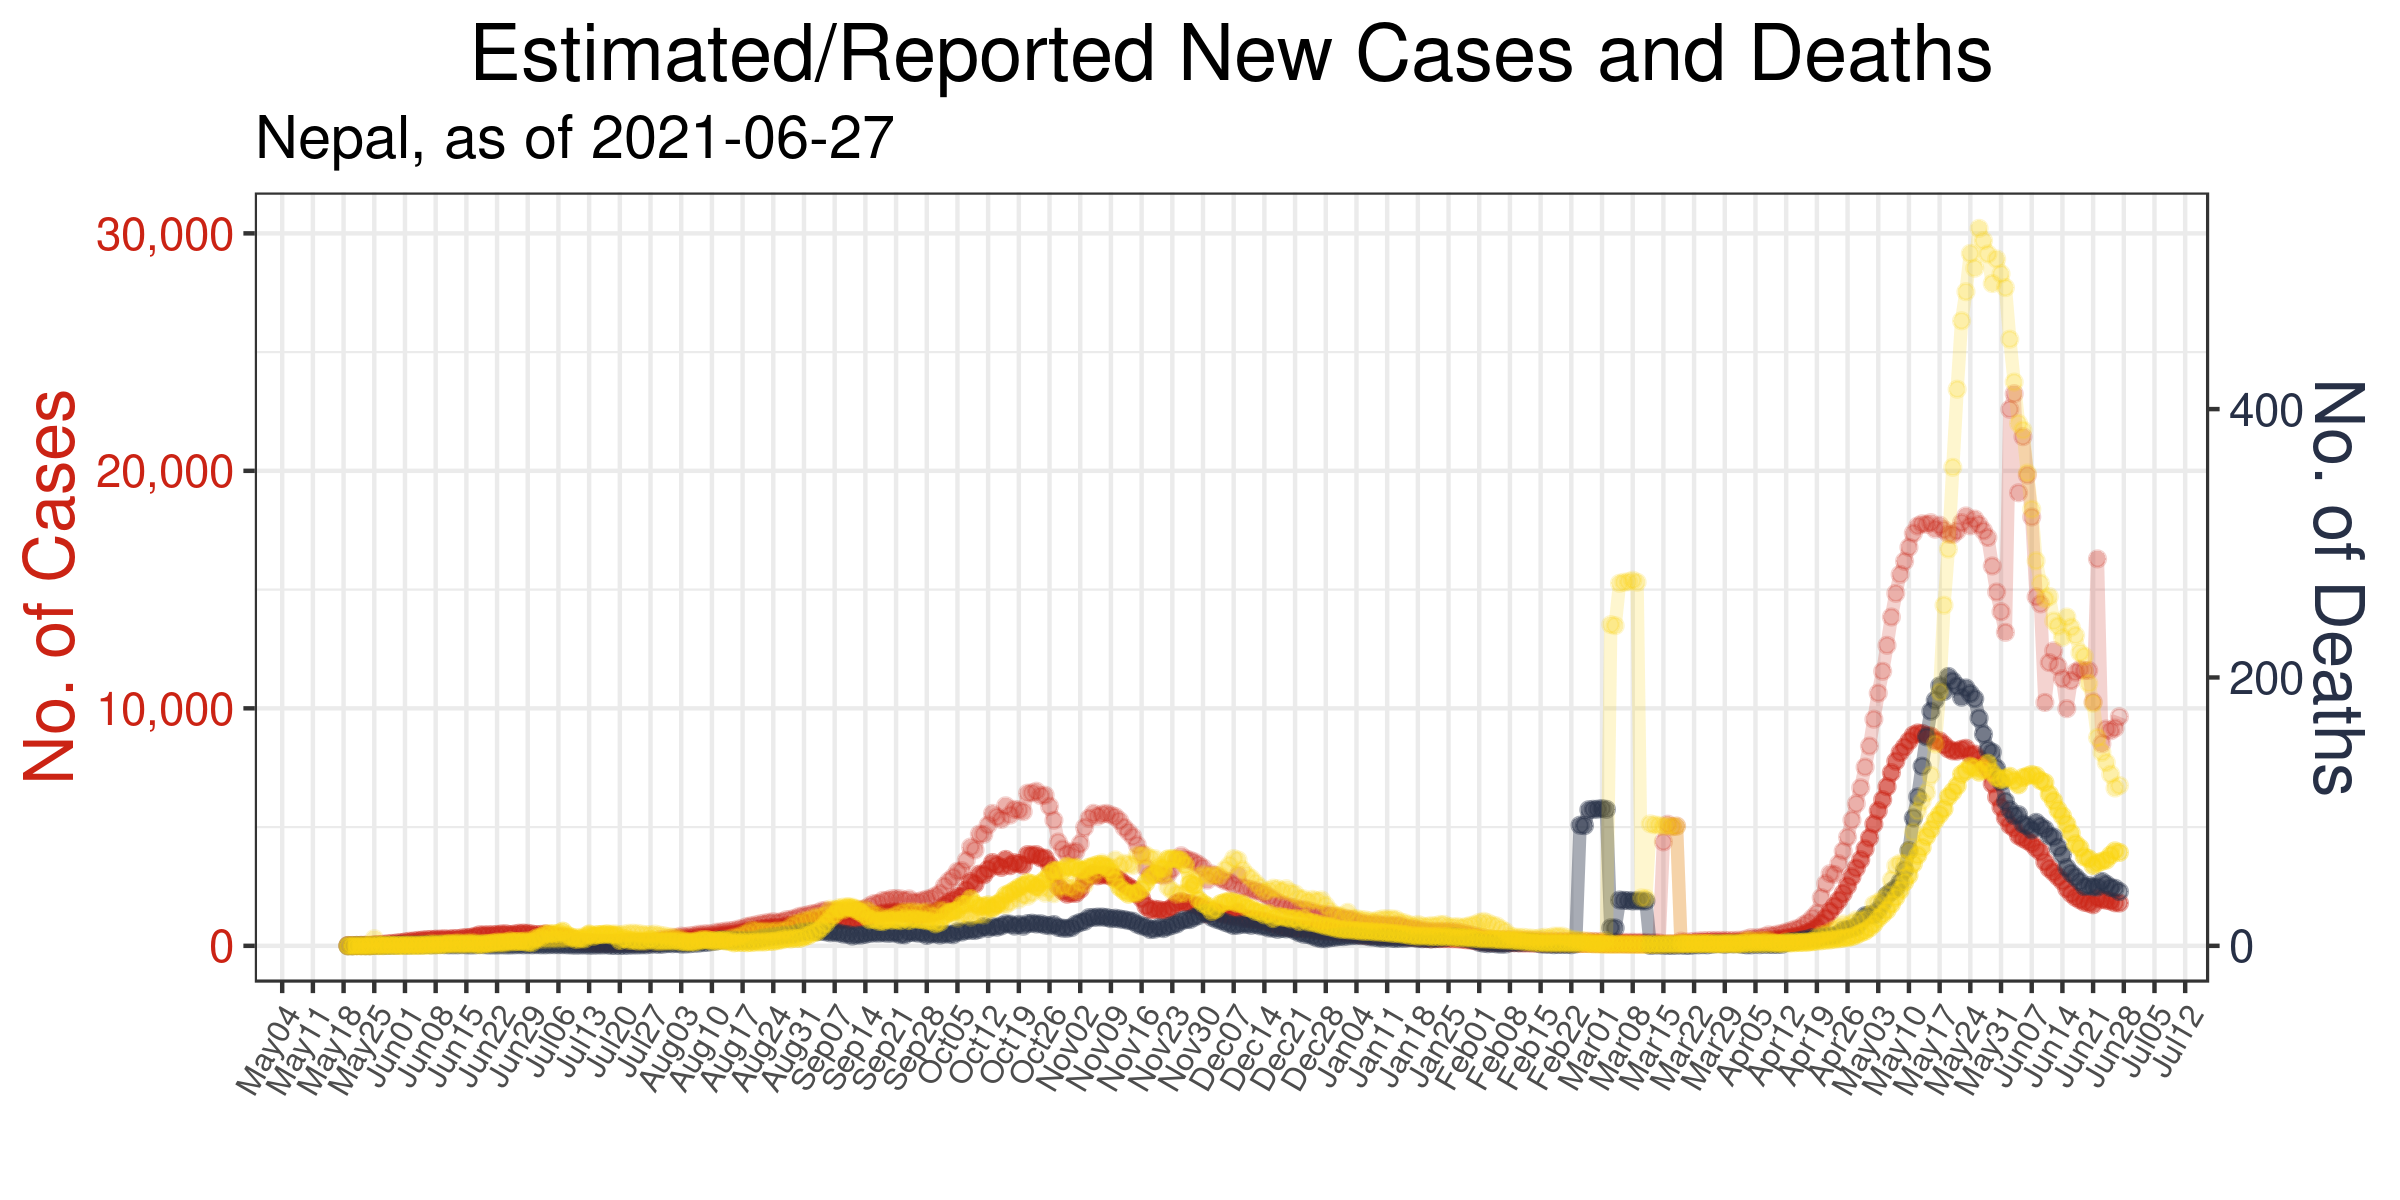 Estimated/Reported New Cases and Deaths
Nepal, as of 2021-06-27
No. of Cases
30,000
20,000
10,000
0
400
200
0
No. of Deaths
May04
May11
May18
May25
Jun01
Jun08
Jun15
Jun22
Jun29
Jul06
Jul13
Jul20
Jul27
Aug03
Aug10
Aug17
Aug24
Aug31
Sep07
Sep14
Sep21
Sep28
Oct05
Oct12
Oct19
Oct26
Nov02
Nov09
Nov16
Nov23
Nov30
Dec07
Dec14
Dec21
Dec28
Jan04
Jan11
Jan18
Jan25
Feb01
Feb08
Feb15
Feb22
Mar01
Mar08
Mar15
Mar22
Mar29
Apr05
Apr12
Apr19
Apr26
May03
May10
May17
May24
May31
Jun07
Jun14
Jun21
Jun28
Jul05
Jul12